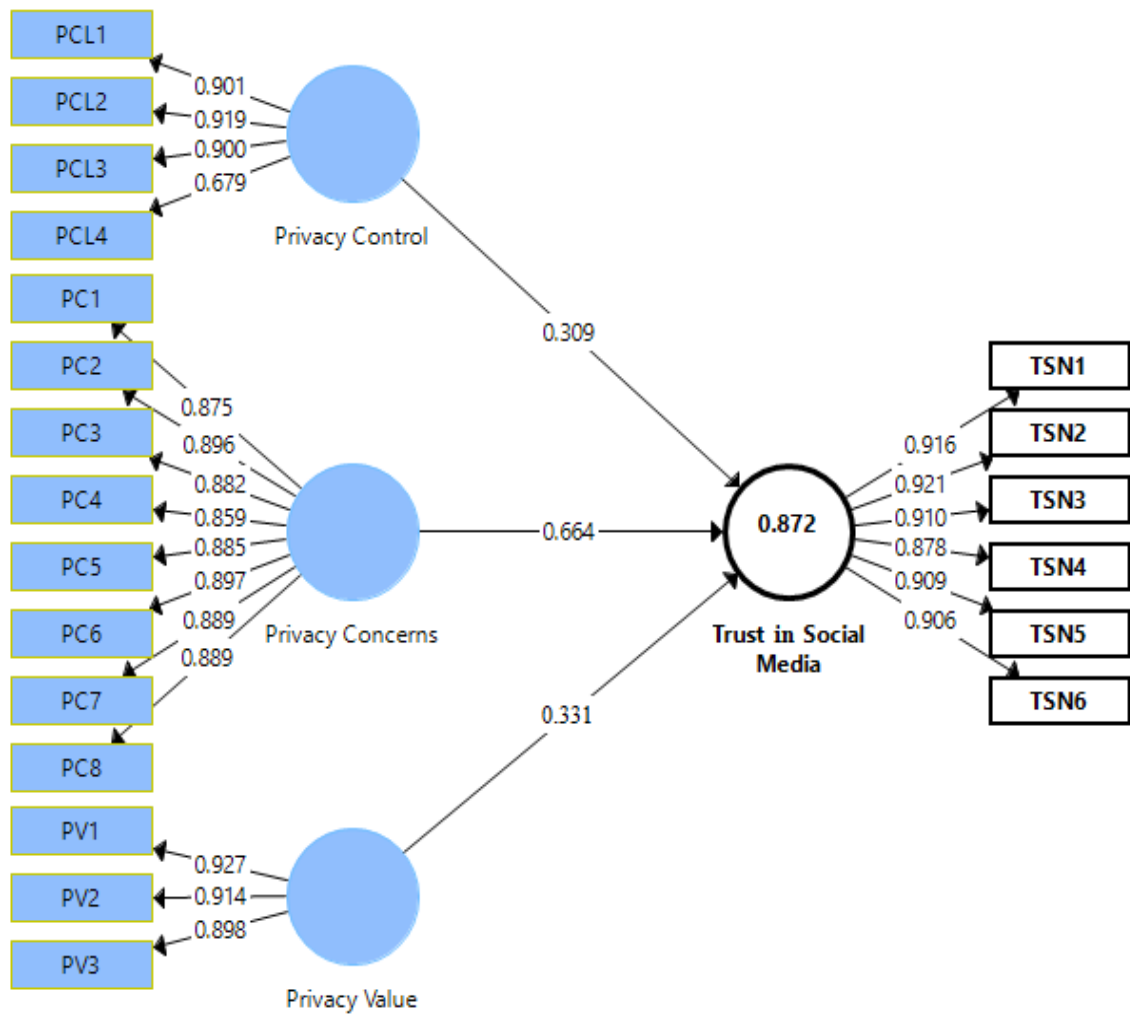 PCL1
PCL2
PCL3
PCL4
0.901
0.919
0.900
0.679
Privacy Control
PC1
PC2
PC3
PC4
PC5
PC6
PC7
PC8
0.875
0.896
0.882
0.859
0.885
0.897
0.889
0.889
Privacy Concerns
PV1
PV2
PV3
0.927
0.914
0.898
Privacy Value
0.309
0.664
0.331
0.872
Trust in Social
Media
0.916
0.921
0.910
0.878
0.909
0.906
TSN1
TSN2
TSN3
TSN4
TSN5
TSN6